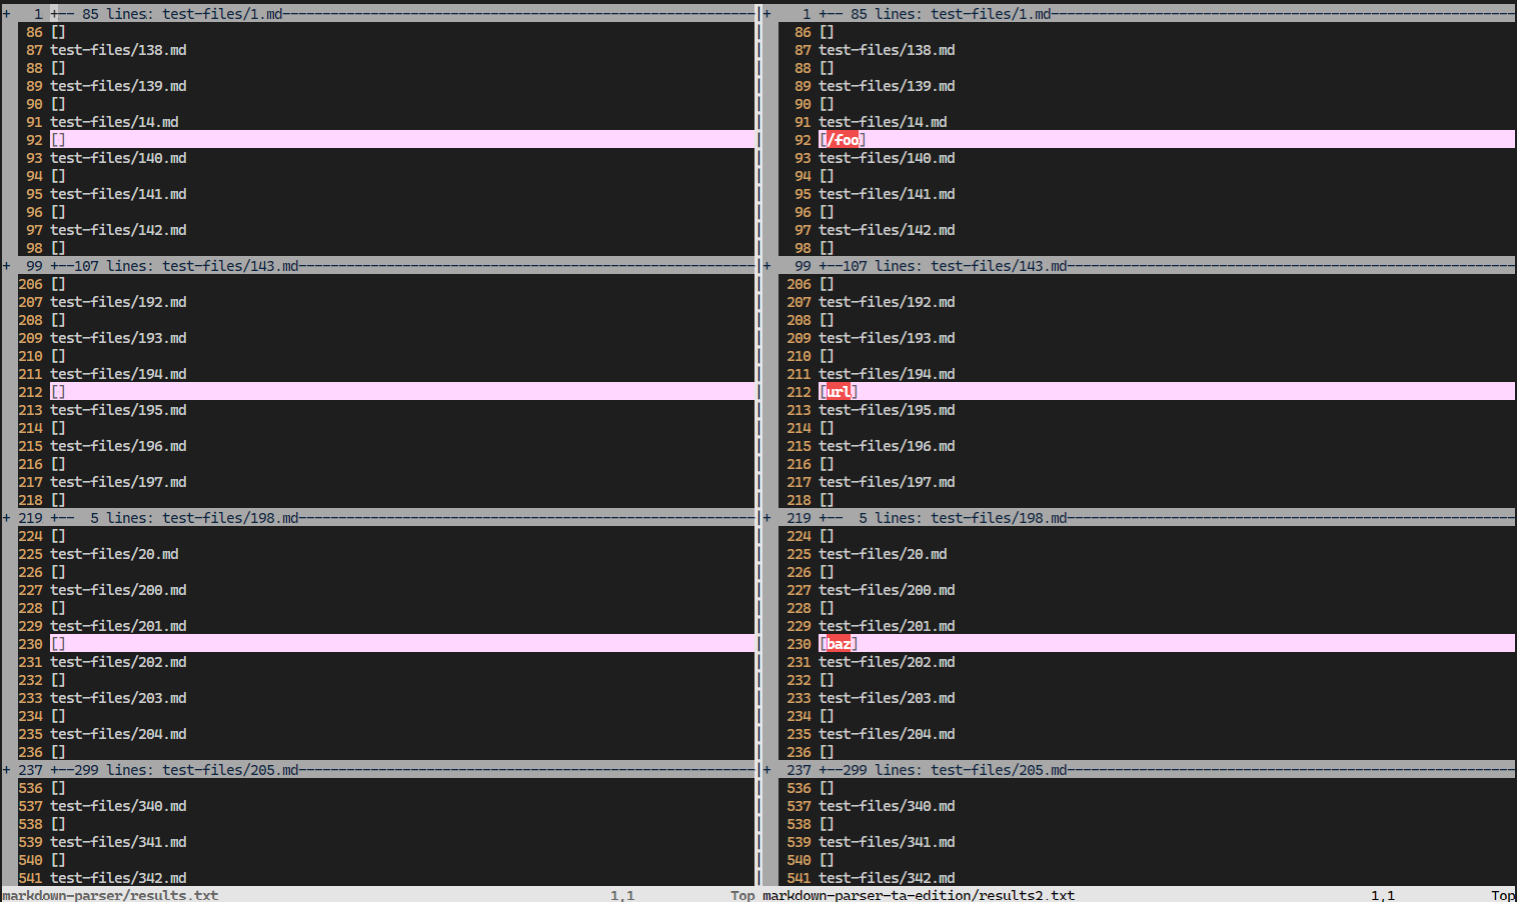 +   1 +-- 85 lines: test-files/1.md--------------------
86 []
87 test-files/138.md
88 []
89 test-files/139.md
90 []
91 test-files/14.md
92 []
93 test-files/140.md
94 []
95 test-files/141.md
96 []
97 test-files/142.md
98 []
+  99 +--107 lines: test-files/143.md--------------------
206 []
207 test-files/192.md
208 []
209 test-files/193.md
210 []
211 test-files/194.md
212 []
213 test-files/195.md
214 []
215 test-files/196.md
216 []
217 test-files/197.md
218 []
+ 219 +--  5 lines: test-files/198.md--------------------
224 []
225 test-files/20.md
226 []
227 test-files/200.md
228 []
229 test-files/201.md
230 []
231 test-files/202.md
232 []
233 test-files/203.md
234 []
235 test-files/204.md
236 []
+ 237 +--299 lines: test-files/205.md--------------------
536 []
537 test-files/340.md
538 []
539 test-files/341.md
540 []
541 test-files/342.md
markdown-parser/results.txt 1,1 Top
+   1 +-- 85 lines: test-files/1.md--------------------
86 []
87 test-files/138.md
88 []
89 test-files/139.md
90 []
91 test-files/14.md
92 [/foo]
93 test-files/140.md
94 []
95 test-files/141.md
96 []
97 test-files/142.md
98 []
+  99 +--107 lines: test-files/143.md--------------------
206 []
207 test-files/192.md
208 []
209 test-files/193.md
210 []
211 test-files/194.md
212 [url]
213 test-files/195.md
214 []
215 test-files/196.md
216 []
217 test-files/197.md
218 []
+ 219 +--  5 lines: test-files/198.md--------------------
224 []
225 test-files/20.md
226 []
227 test-files/200.md
228 []
229 test-files/201.md
230 [baz]
231 test-files/202.md
232 []
233 test-files/203.md
234 []
235 test-files/204.md
236 []
+ 237 +--299 lines: test-files/205.md--------------------
536 []
537 test-files/340.md
538 []
539 test-files/341.md
540 []
541 test-files/342.md
markdown-parser-ta-edition/results2.txt 1,1 Top